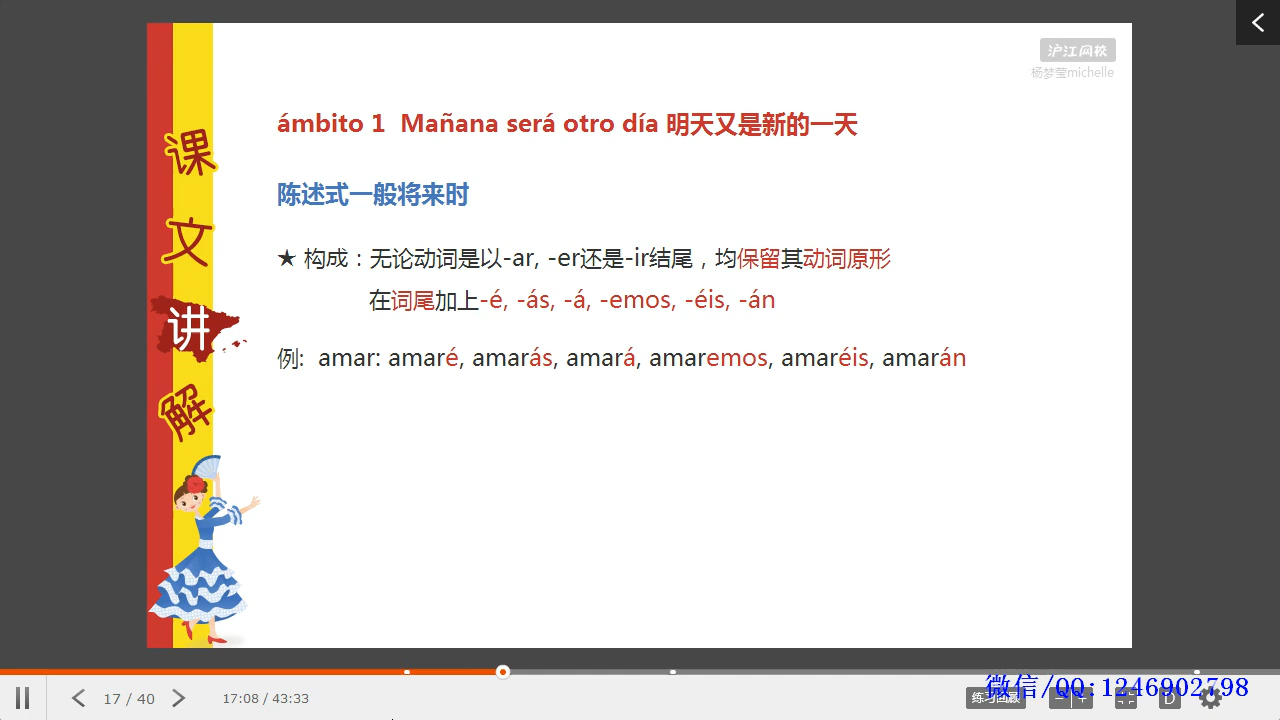 沪江网校
杨梦莹michelle
ámbito 1 Mañana será otro día 明天又是新的一天
陈述式一般将来时
★ 构成：无论动词是以-ar, -er还是-ir结尾，均保留其动词原形
在词尾加上-é, -ás, -á, -emos, -éis, -án
例: amar: amaré, amarás, amará, amaremos, amaréis, amarán
课文讲解
17 / 40
17:08 / 43:33
微信/QQ:1246902798